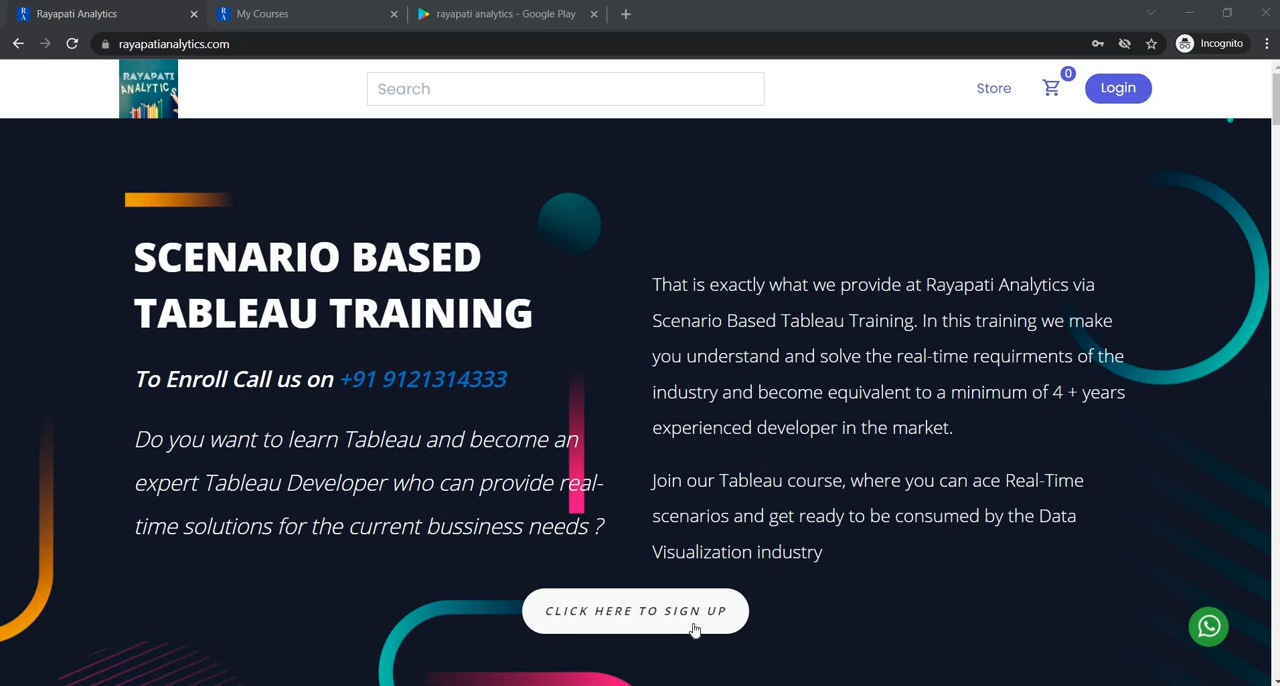 Rayapati Analytics
My Courses
rayapati analytics - Google Play
rayapatianalytics.com
Incognito
RAYAPATI
ANALYTICS
Search
Store
0
Login
SCENARIO BASED
TABLEAU TRAINING
To Enroll Call us on +91 9121314333
Do you want to learn Tableau and become an
expert Tableau Developer who can provide real-
time solutions for the current bussiness needs ?
That is exactly what we provide at Rayapati Analytics via
Scenario Based Tableau Training. In this training we make
you understand and solve the real-time requirments of the
industry and become equivalent to a minimum of 4 + years
experienced developer in the market.
Join our Tableau course, where you can ace Real-Time
scenarios and get ready to be consumed by the Data
Visualization industry
CLICK HERE TO SIGN UP